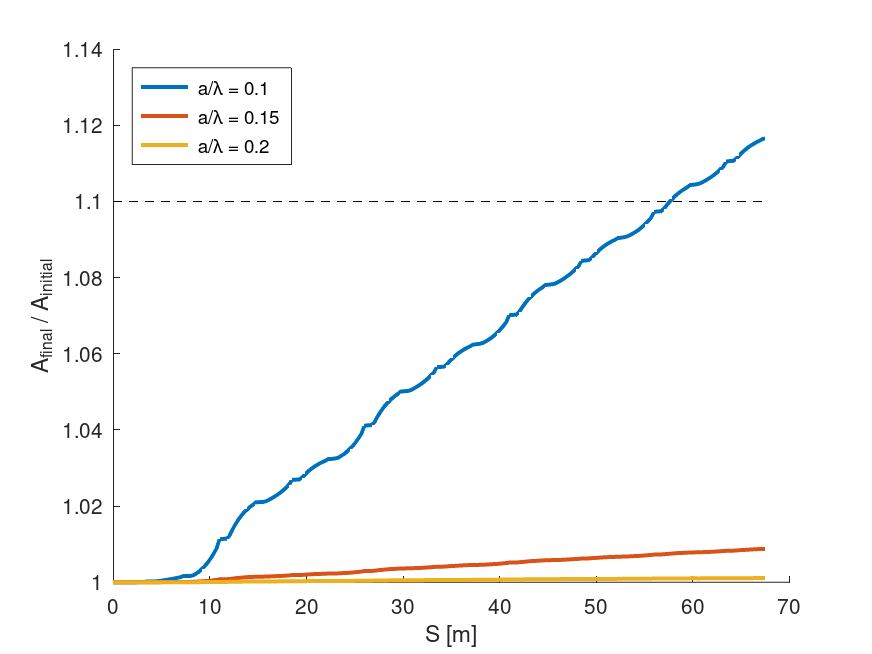 1.14
1.12
1.1
1.08
1.06
1.04
1.02
1
a/λ = 0.1
a/λ = 0.15
a/λ = 0.2
A_final / A_initial
0 10 20 30 40 50 60 70
S [m]